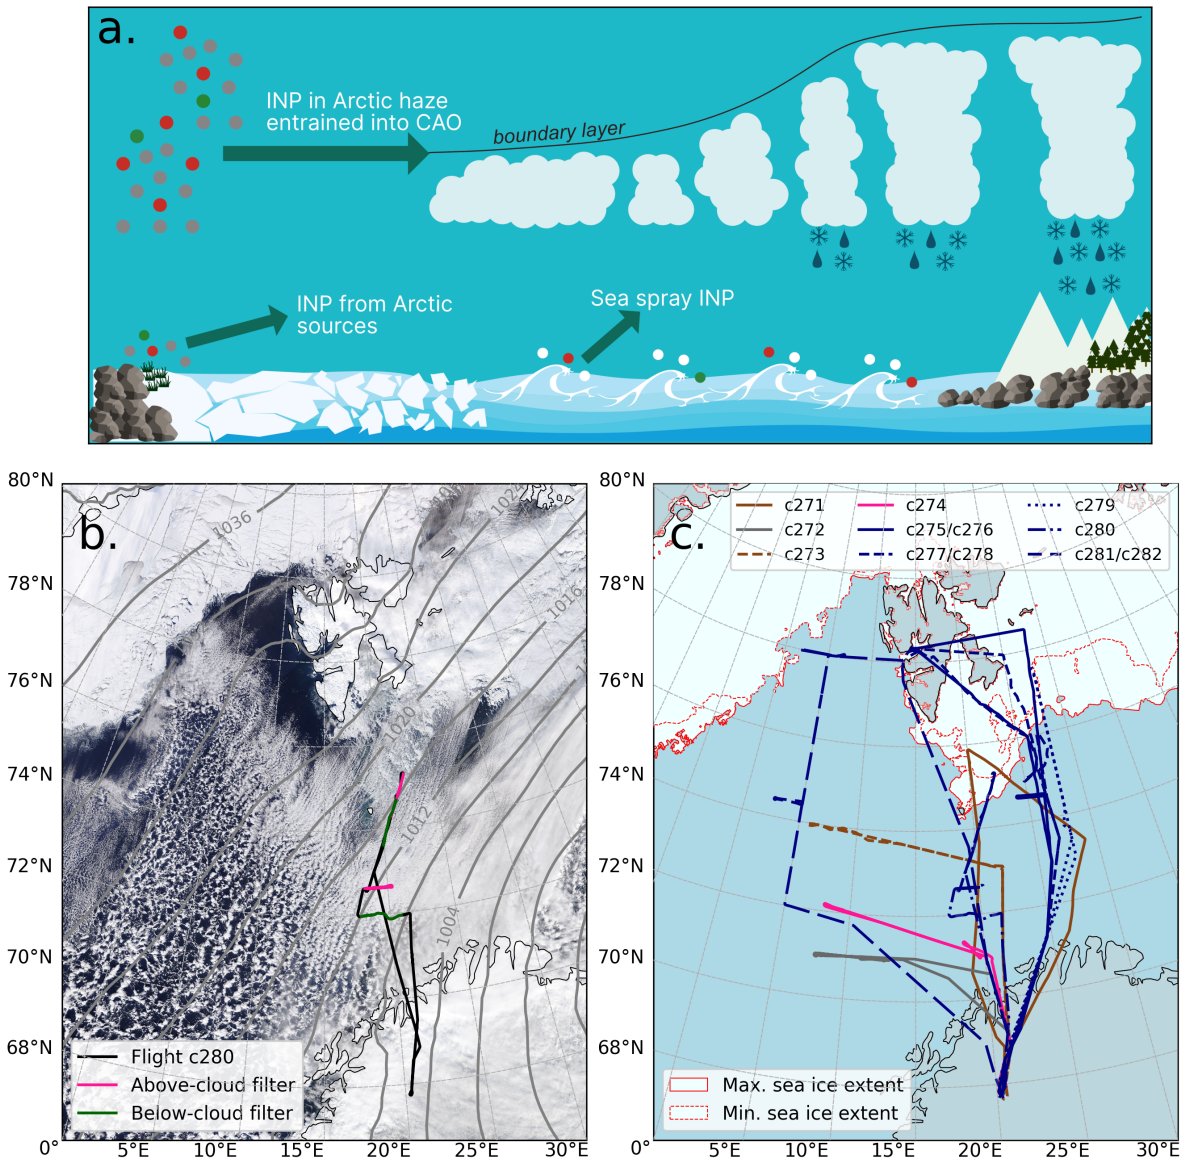 a.
INP in Arctic haze
entrained into CAO
boundary layer
INP from Arctic
sources
Sea spray INP
80°N
78°N
76°N
74°N
72°N
70°N
68°N
0°
5°E
10°E
15°E
20°E
25°E
30°E
b.
1036
1024
1016
1020
1012
1004
Flight c280
Above-cloud filter
Below-cloud filter
80°N
78°N
76°N
74°N
72°N
70°N
68°N
0°
5°E
10°E
15°E
20°E
25°E
30°E
c.
c271
c272
c273
c274
c275/c276
c277/c278
c279
c280
c281/c282
Max. sea ice extent
Min. sea ice extent